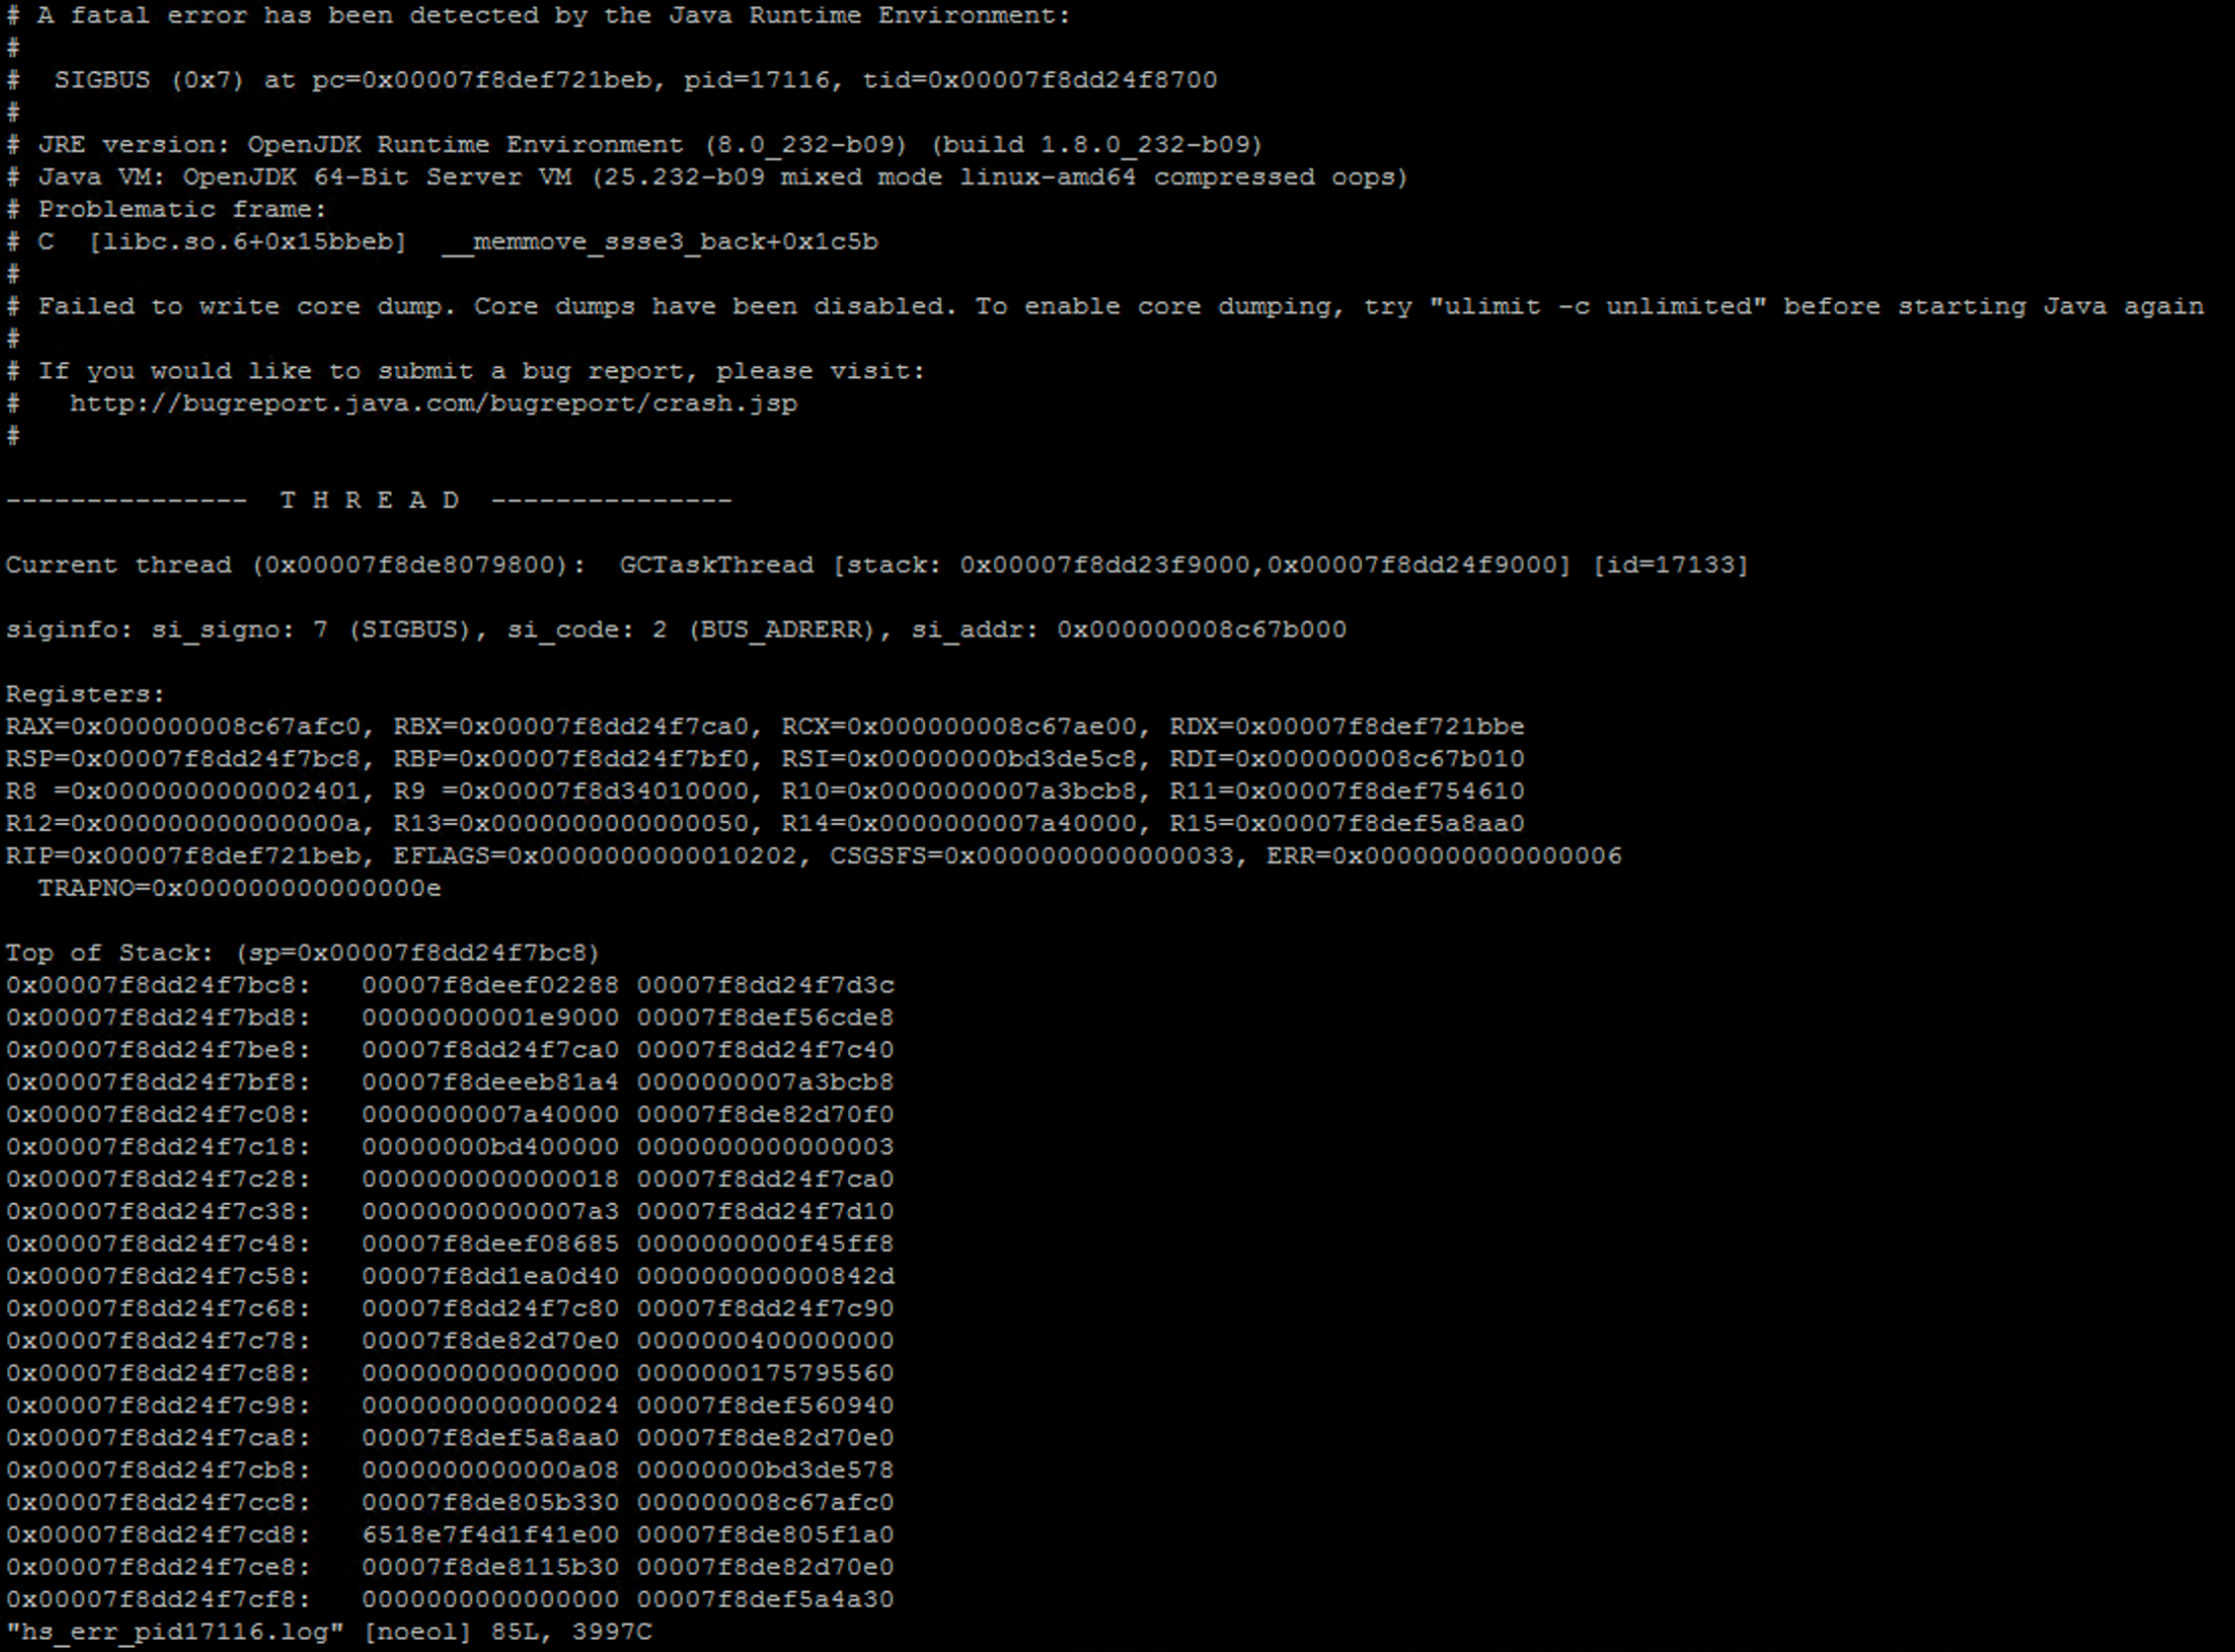 # A fatal error has been detected by the Java Runtime Environment:
#
#  SIGBUS (0x7) at pc=0x00007f8def721beb, pid=17116, tid=0x00007f8dd24f8700
#
# JRE version: OpenJDK Runtime Environment (8.0_232-b09) (build 1.8.0_232-b09)
# Java VM: OpenJDK 64-Bit Server VM (25.232-b09 mixed mode linux-amd64 compressed oops)
# Problematic frame:
# C  [libc.so.6+0x15bbeb]  __memmove_ssse3_back+0x1c5b
#
# Failed to write core dump. Core dumps have been disabled. To enable core dumping, try "ulimit -c unlimited" before starting Java again
#
# If you would like to submit a bug report, please visit:
#   http://bugreport.java.com/bugreport/crash.jsp
#
---------------  T H R E A D  ---------------
Current thread (0x00007f8de8079800):  GCTaskThread [stack: 0x00007f8dd23f9000,0x00007f8dd24f9000] [id=17133]
siginfo: si_signo: 7 (SIGBUS), si_code: 2 (BUS_ADRERR), si_addr: 0x000000008c67b000
Registers:
RAX=0x000000008c67afc0, RBX=0x00007f8dd24f7ca0, RCX=0x000000008c67ae00, RDX=0x00007f8def721bbe
RSP=0x00007f8dd24f7bc8, RBP=0x00007f8dd24f7bf0, RSI=0x00000000bd3de5c8, RDI=0x000000008c67b010
R8 =0x0000000000002401, R9 =0x00007f8d34010000, R10=0x0000000007a3bcb8, R11=0x00007f8def754610
R12=0x000000000000000a, R13=0x0000000000000050, R14=0x0000000007a40000, R15=0x00007f8def5a8aa0
RIP=0x00007f8def721beb, EFLAGS=0x0000000000010202, CSGSFS=0x0000000000000033, ERR=0x0000000000000006
  TRAPNO=0x000000000000000e
Top of Stack: (sp=0x00007f8dd24f7bc8)
0x00007f8dd24f7bc8:   00007f8deef02288 00007f8dd24f7d3c
0x00007f8dd24f7bd8:   00000000001e9000 00007f8def56cde8
0x00007f8dd24f7be8:   00007f8dd24f7ca0 00007f8dd24f7c40
0x00007f8dd24f7bf8:   00007f8deeeb81a4 0000000007a3bcb8
0x00007f8dd24f7c08:   0000000007a40000 00007f8de82d70f0
0x00007f8dd24f7c18:   00000000bd400000 0000000000000003
0x00007f8dd24f7c28:   0000000000000018 00007f8dd24f7ca0
0x00007f8dd24f7c38:   00000000000007a3 00007f8dd24f7d10
0x00007f8dd24f7c48:   00007f8deef08685 0000000000f45ff8
0x00007f8dd24f7c58:   00007f8dd1ea0d40 000000000000842d
0x00007f8dd24f7c68:   00007f8dd24f7c80 00007f8dd24f7c90
0x00007f8dd24f7c78:   00007f8de82d70e0 0000000400000000
0x00007f8dd24f7c88:   0000000000000000 0000000175795560
0x00007f8dd24f7c98:   0000000000000024 00007f8def560940
0x00007f8dd24f7ca8:   00007f8def5a8aa0 00007f8de82d70e0
0x00007f8dd24f7cb8:   0000000000000a08 00000000bd3de578
0x00007f8dd24f7cc8:   00007f8de805b330 000000008c67afc0
0x00007f8dd24f7cd8:   6518e7f4d1f41e00 00007f8de805f1a0
0x00007f8dd24f7ce8:   00007f8de8115b30 00007f8de82d70e0
0x00007f8dd24f7cf8:   0000000000000000 00007f8def5a4a30
"hs_err_pid17116.log" [noeol] 85L, 3997C